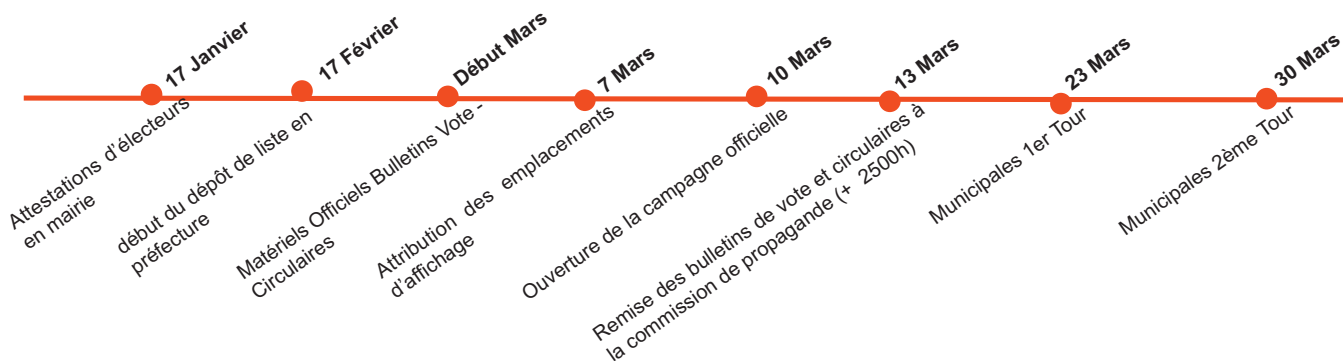 17 Janvier
Attestations d'électeurs
en mairie
17 Février
début du dépôt de liste en
préfecture
Début Mars
Matériels Officiels Bulletins Vote -
Circulaires
7 Mars
Attribution des emplacements
d'affichage
10 Mars
Ouverture de la campagne officielle
13 Mars
Remise des bulletins de vote et circulaires à
la commission de propagande (+ 2500h)
23 Mars
Municipales 1er Tour
30 Mars
Municipales 2ème Tour